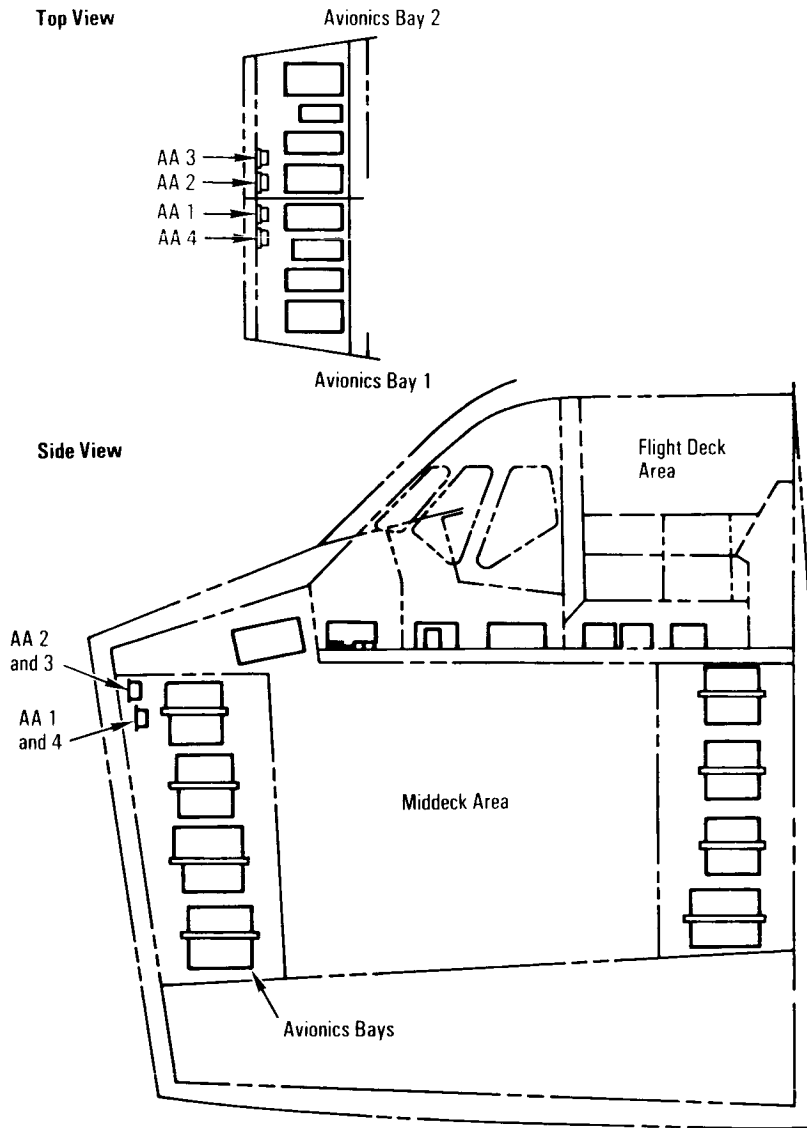 Top View
Avionics Bay 2
AA 3
AA 2
AA 1
AA 4
Avionics Bay 1
Side View
Flight Deck
Area
AA 2
and 3
AA 1
and 4
Middeck Area
Avionics Bays